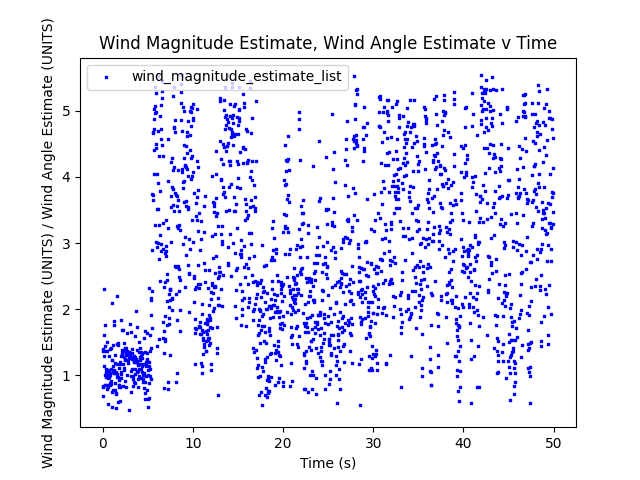 Wind Magnitude Estimate, Wind Angle Estimate v Time
wind_magnitude_estimate_list
Wind Magnitude Estimate (UNITS) / Wind Angle Estimate (UNITS)
5
4
3
2
1
0 10 20 30 40 50
Time (s)